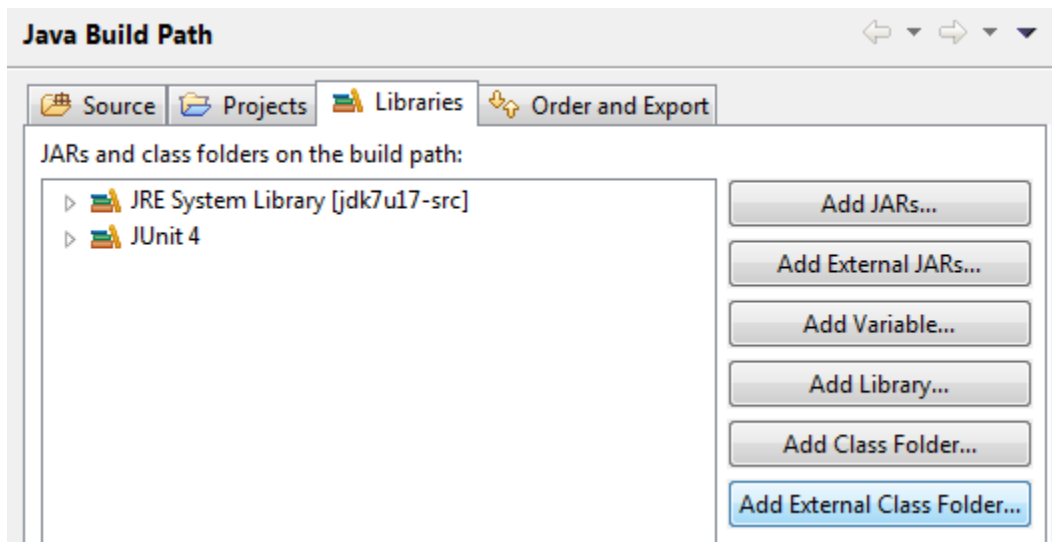 Java Build Path
Source Projects Libraries Order and Export
JARs and class folders on the build path:
JRE System Library [jdk7u17-src]
JUnit 4
Add JARs...
Add External JARs...
Add Variable...
Add Library...
Add Class Folder...
Add External Class Folder...